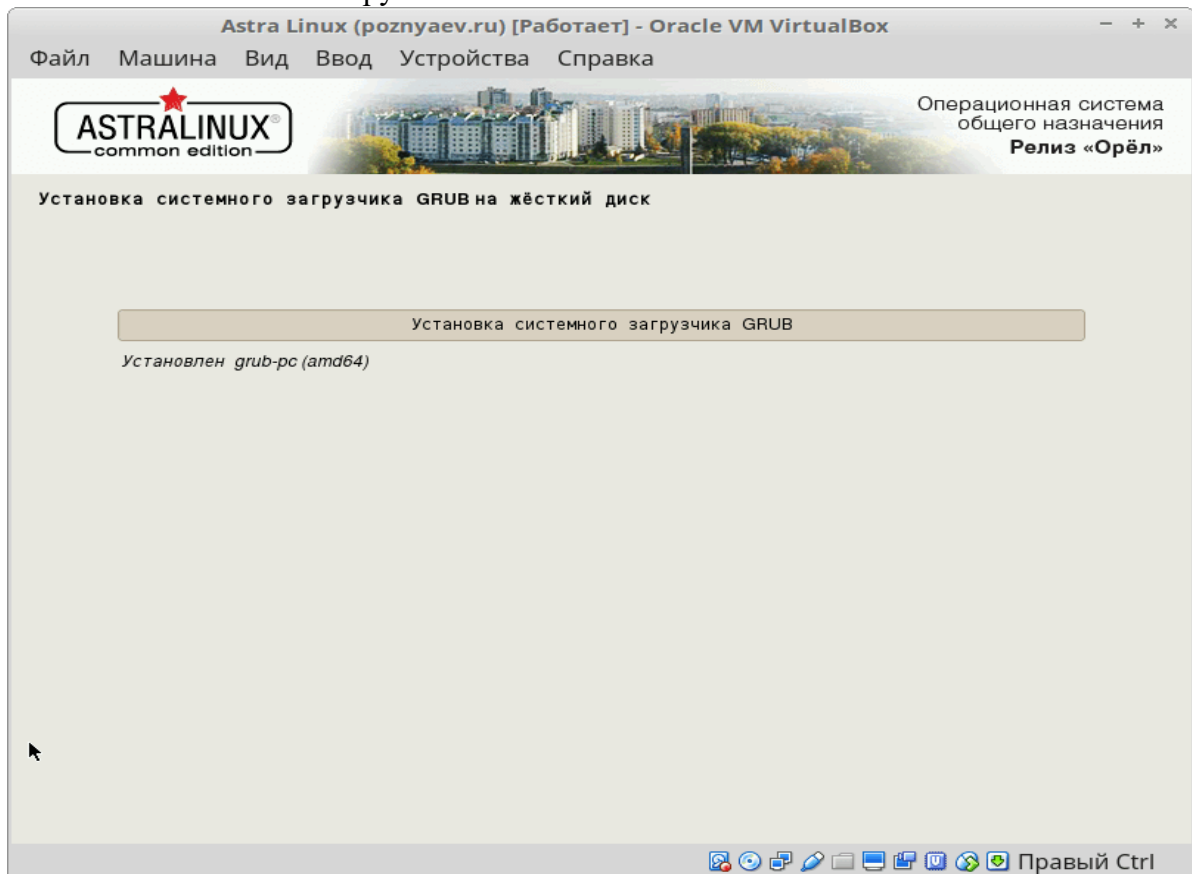 Astra Linux (poznyaev.ru) [Работает] - Oracle VM VirtualBox
Файл Машина Вид Ввод Устройства Справка
ASTRALINUX®
common edition
Операционная система
общего назначения
Релиз «Орёл»
Установка системного загрузчика GRUB на жёсткий диск
Установка системного загрузчика GRUB
Установлен grub-pc (amd64)
Правый Ctrl